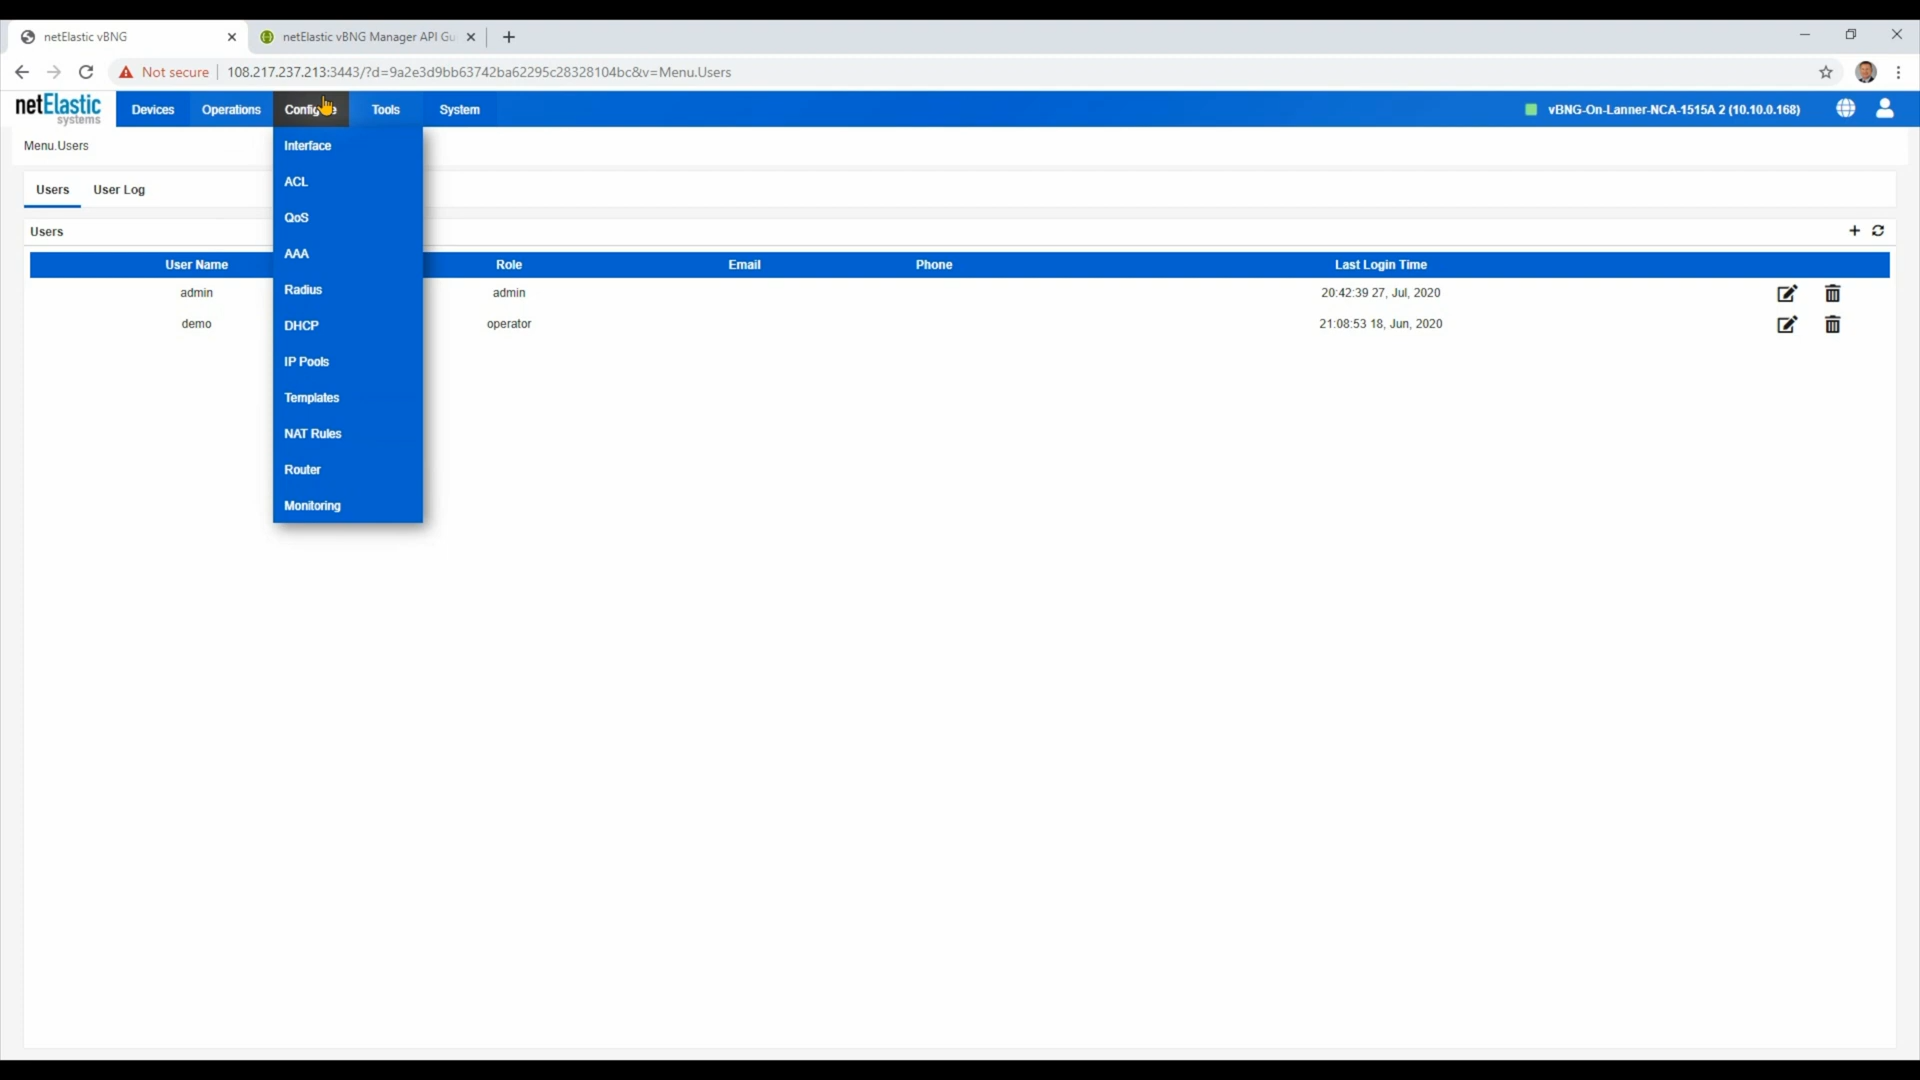 netElastic vBNG
netElastic vBNG Manager API Gu
Not secure
108.217.237.213:3443/?d=9a2e3d9bb63742ba62295c28328104bc&v=Menu.Users
netElastic
systems
Devices
Operations
Tools
System
vBNG-On-Lanner-NCA-1515A 2 (10.10.0.168)
Menu.Users
Interface
ACL
QoS
AAA
Radius
DHCP
IP Pools
Templates
NAT Rules
Router
Monitoring
Users
User Log
Users
User Name
Role
Email
Phone
Last Login Time
admin
admin
20:42:39 27, Jul, 2020
demo
operator
21:08:53 18, Jun, 2020